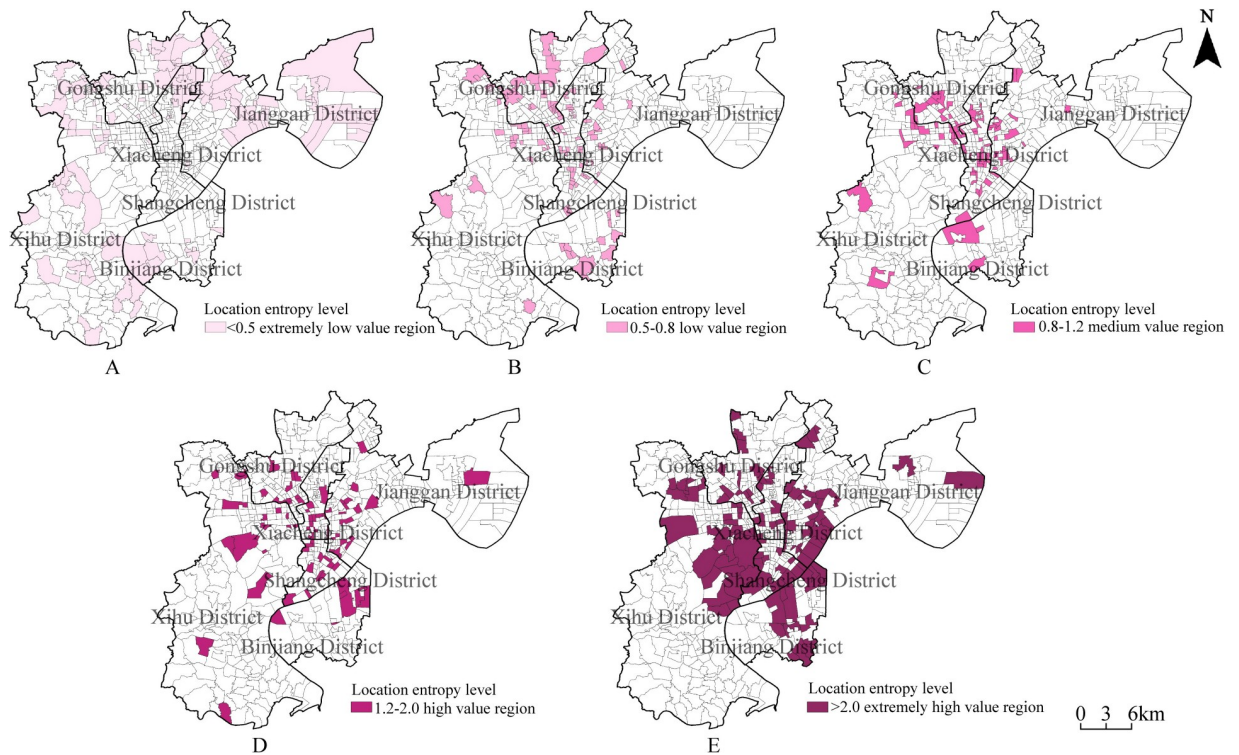 N
Gongshu District
Jianggan District
Xiacheng District
Shangcheng District
Xihu District
Binjiang District
Location entropy level
<0.5 extremely low value region
A
Gongshu District
Jianggan District
Xiacheng District
Shangcheng District
Xihu District
Binjiang District
Location entropy level
0.5-0.8 low value region
B
Gongshu District
Jianggan District
Xiacheng District
Shangcheng District
Xihu District
Binjiang District
Location entropy level
0.8-1.2 medium value region
C
Gongshu District
Jianggan District
Xiacheng District
Shangcheng District
Xihu District
Binjiang District
Location entropy level
1.2-2.0 high value region
D
Gongshu District
Jianggan District
Xiacheng District
Shangcheng District
Xihu District
Binjiang District
Location entropy level
>2.0 extremely high value region
E
0 3 6km